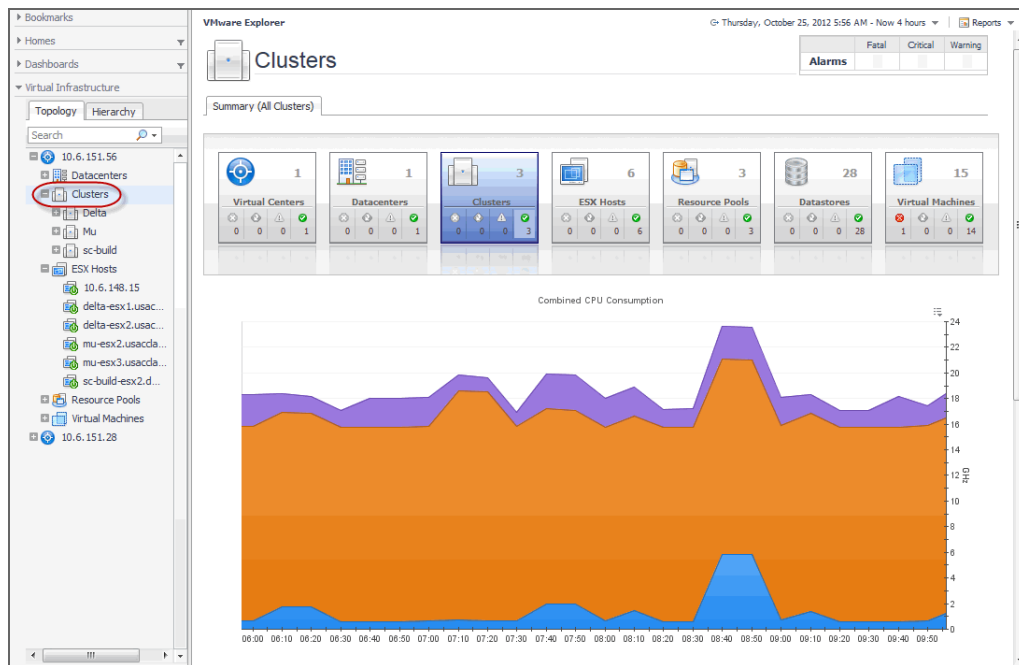 Bookmarks
Homes
Dashboards
Virtual Infrastructure
Topology Hierarchy
Search
10.6.151.56
Datacenters
Clusters
Delta
Mu
sc-build
ESX Hosts
10.6.148.15
delta-esx1.usac...
delta-esx2.usac...
mu-esx2.usaccla...
mu-esx3.usaccla...
sc-build-esx2.d...
Resource Pools
Virtual Machines
10.6.151.28
VMware Explorer
Thursday, October 25, 2012 5:56 AM - Now 4 hours Reports
Clusters
Fatal Critical Warning
Alarms
Summary (All Clusters)
1 1 3 6 3 28 15
Virtual Centers Datacenters Clusters ESX Hosts Resource Pools Datastores Virtual Machines
0 0 0 1 0 0 0 1 0 0 0 3 0 0 0 6 0 0 0 3 0 0 0 28 1 0 0 14
Combined CPU Consumption
24
22
20
18
16
14
12
10
8
6
4
2
0
GHz
06:00 06:10 06:20 06:30 06:40 06:50 07:00 07:10 07:20 07:30 07:40 07:50 08:00 08:10 08:20 08:30 08:40 08:50 09:00 09:10 09:20 09:30 09:40 09:50